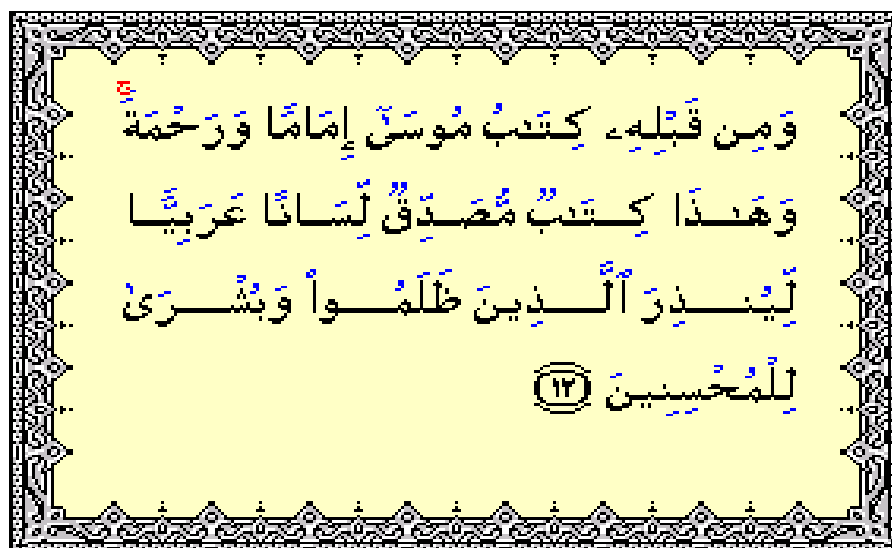 وَمِن قَبْلِهِۦ كِتَٰبُ مُوسَىٰٓ إِمَامًا وَرَحْمَةًۚ
وَهَٰذَا كِتَٰبٌ مُّصَدِّقٌ لِّسَانًا عَرَبِيًّا
لِّيُنذِرَ ٱلَّذِينَ ظَلَمُوا۟ وَبُشْرَىٰ
لِلْمُحْسِنِينَ ١٢